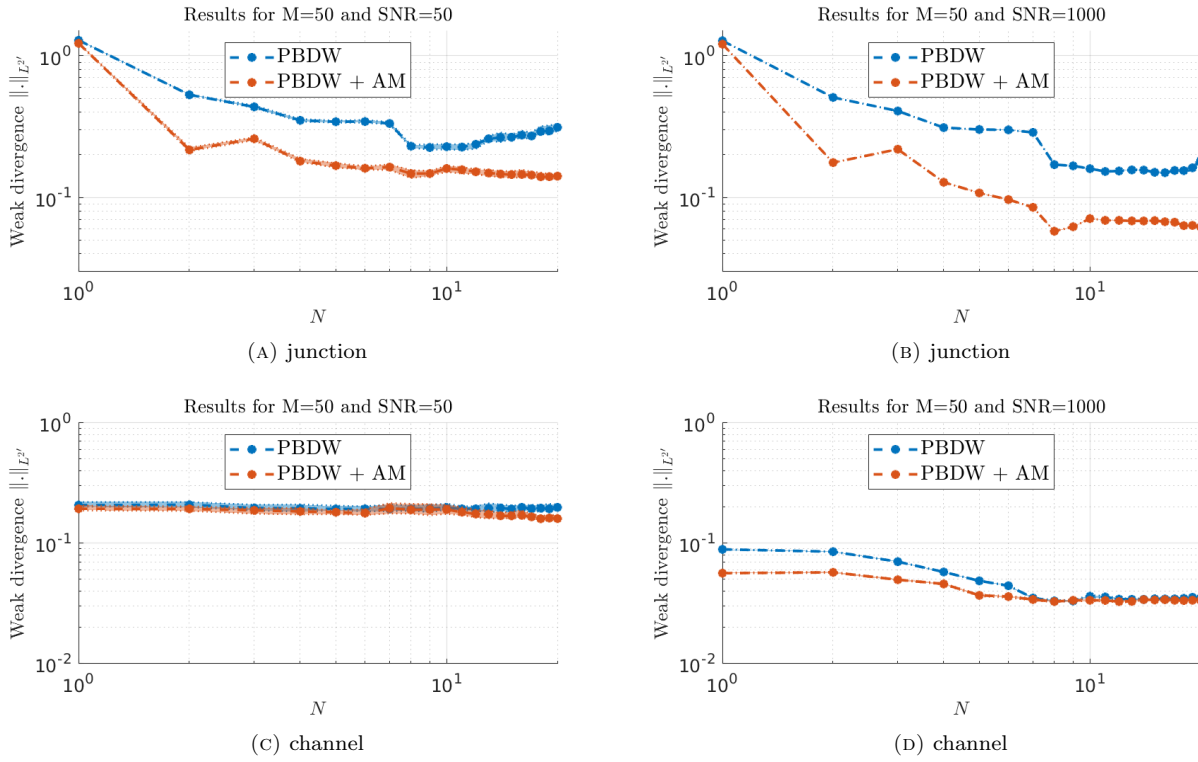 Results for M=50 and SNR=50
Weak divergence ‖.‖_{L^{2'}}
10^0
10^{-1}
PBDW
PBDW + AM
10^0
10^1
N
(A) junction
Results for M=50 and SNR=1000
Weak divergence ‖.‖_{L^{2'}}
10^0
10^{-1}
PBDW
PBDW + AM
10^0
10^1
N
(B) junction
Results for M=50 and SNR=50
Weak divergence ‖.‖_{L^{2'}}
10^0
10^{-1}
10^{-2}
PBDW
PBDW + AM
10^0
10^1
N
(C) channel
Results for M=50 and SNR=1000
Weak divergence ‖.‖_{L^{2'}}
10^0
10^{-1}
10^{-2}
PBDW
PBDW + AM
10^0
10^1
N
(D) channel